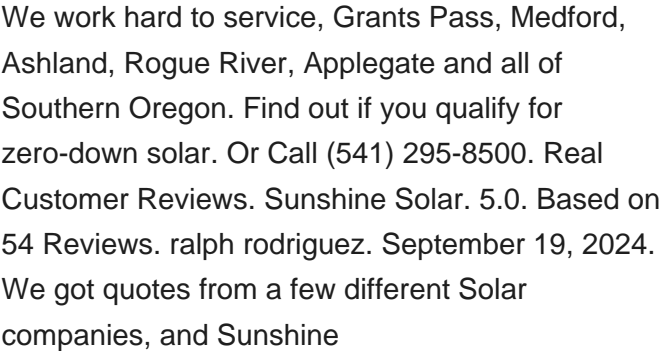 We work hard to service, Grants Pass, Medford,
Ashland, Rogue River, Applegate and all of
Southern Oregon. Find out if you qualify for
zero-down solar. Or Call (541) 295-8500. Real
Customer Reviews. Sunshine Solar. 5.0. Based on
54 Reviews. ralph rodriguez. September 19, 2024.
We got quotes from a few different Solar
companies, and Sunshine